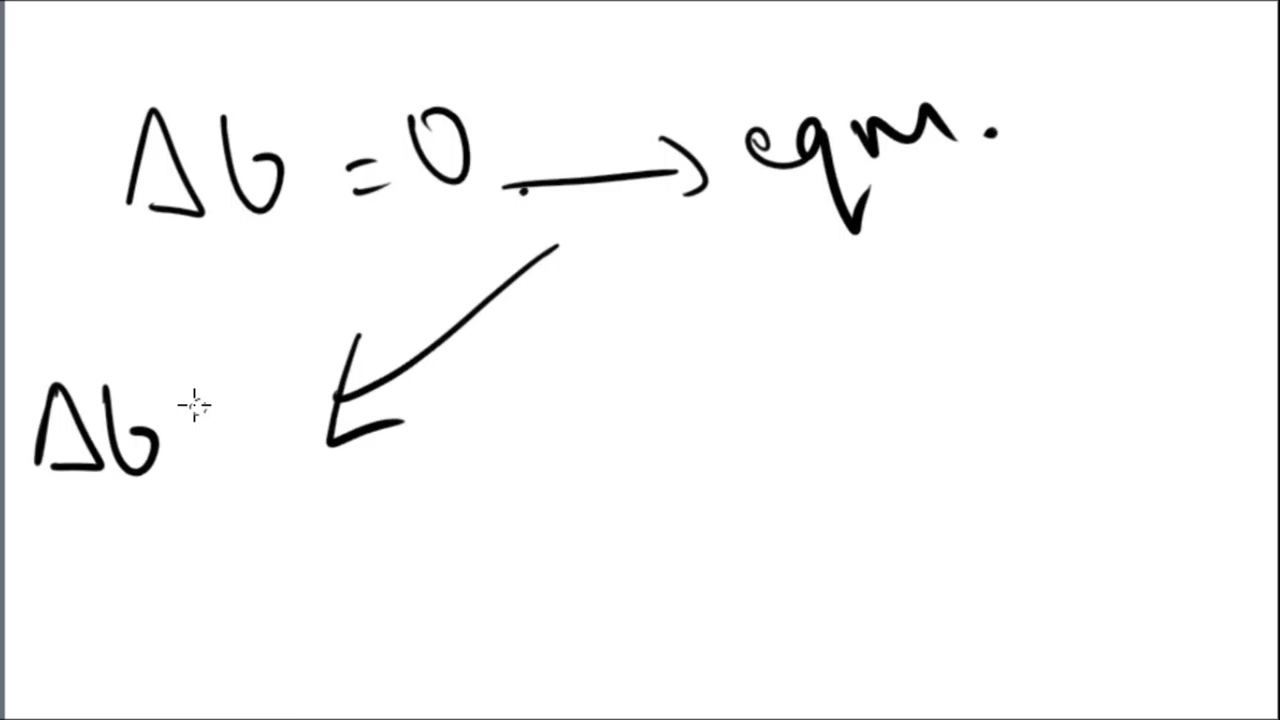 ΔG = 0 → eqm.
ΔG